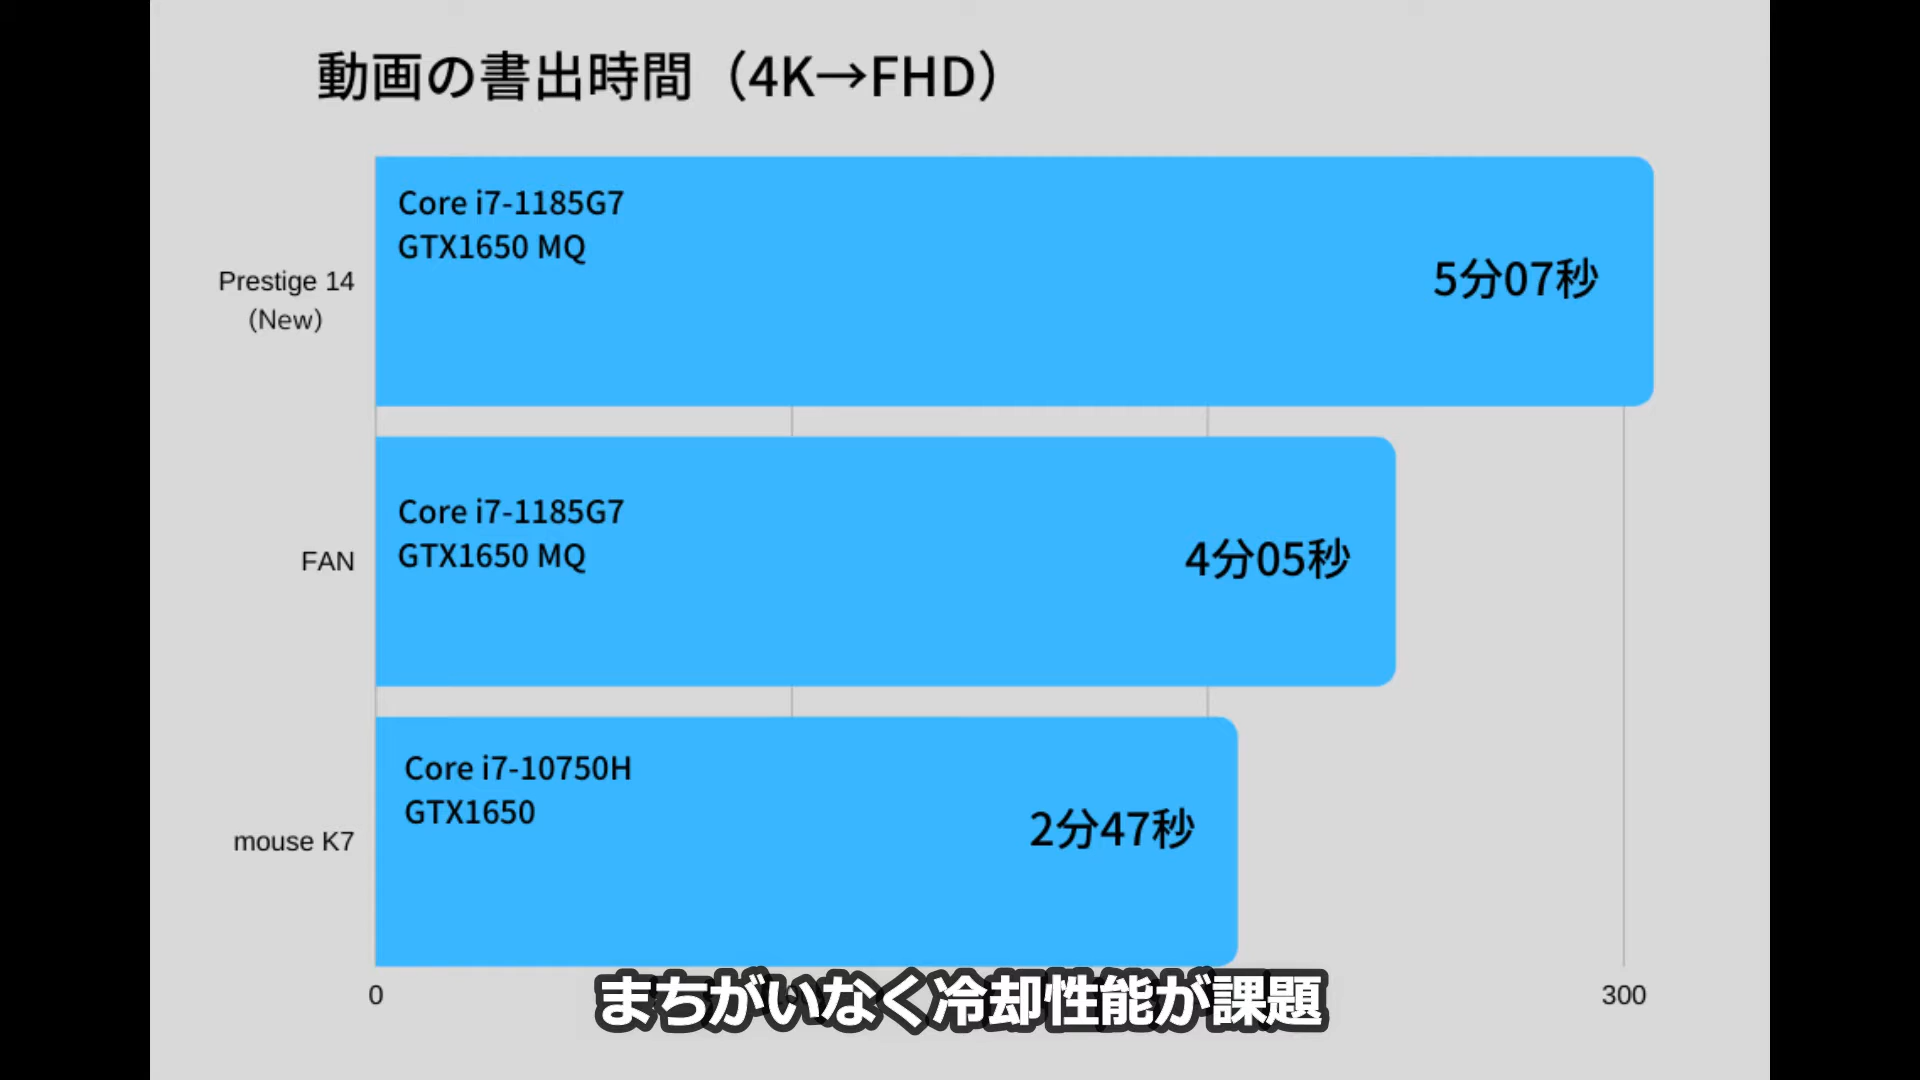 動画の書出時間（4K→FHD）
Prestige 14
（New）
Core i7-1185G7
GTX1650 MQ
5分07秒
FAN
Core i7-1185G7
GTX1650 MQ
4分05秒
mouse K7
Core i7-10750H
GTX1650
2分47秒
0
300
まちがいなく冷却性能が課題